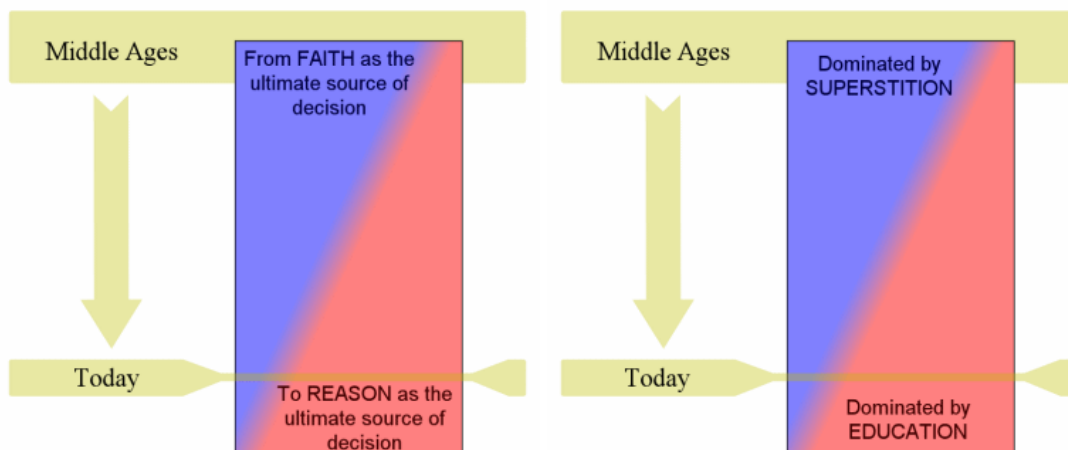 Middle Ages
From FAITH as the
ultimate source of
decision
Today
To REASON as the
ultimate source of
decision
Middle Ages
Dominated by
SUPERSTITION
Today
Dominated by
EDUCATION